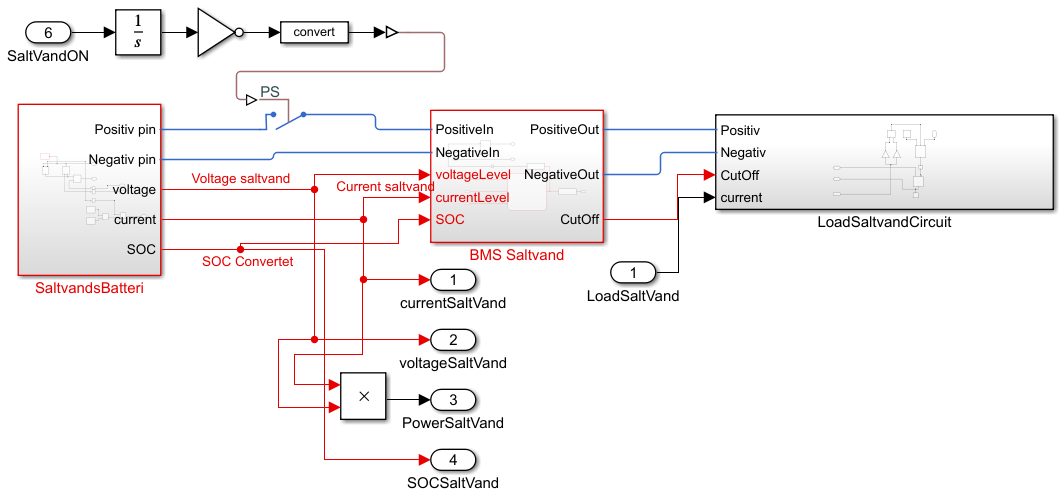 6
1
s
convert
SaltVandON
PS
Positiv pin
Negativ pin
voltage
current
SOC
SaltvandsBatteri
Voltage saltvand
Current saltvand
SOC Convertet
PositiveIn
NegativeIn
voltageLevel
currentLevel
SOC
PositiveOut
NegativeOut
CutOff
BMS Saltvand
Positiv
Negativ
CutOff
current
LoadSaltvandCircuit
1
LoadSaltVand
1
currentSaltVand
2
voltageSaltVand
×
3
PowerSaltVand
4
SOCSaltVand